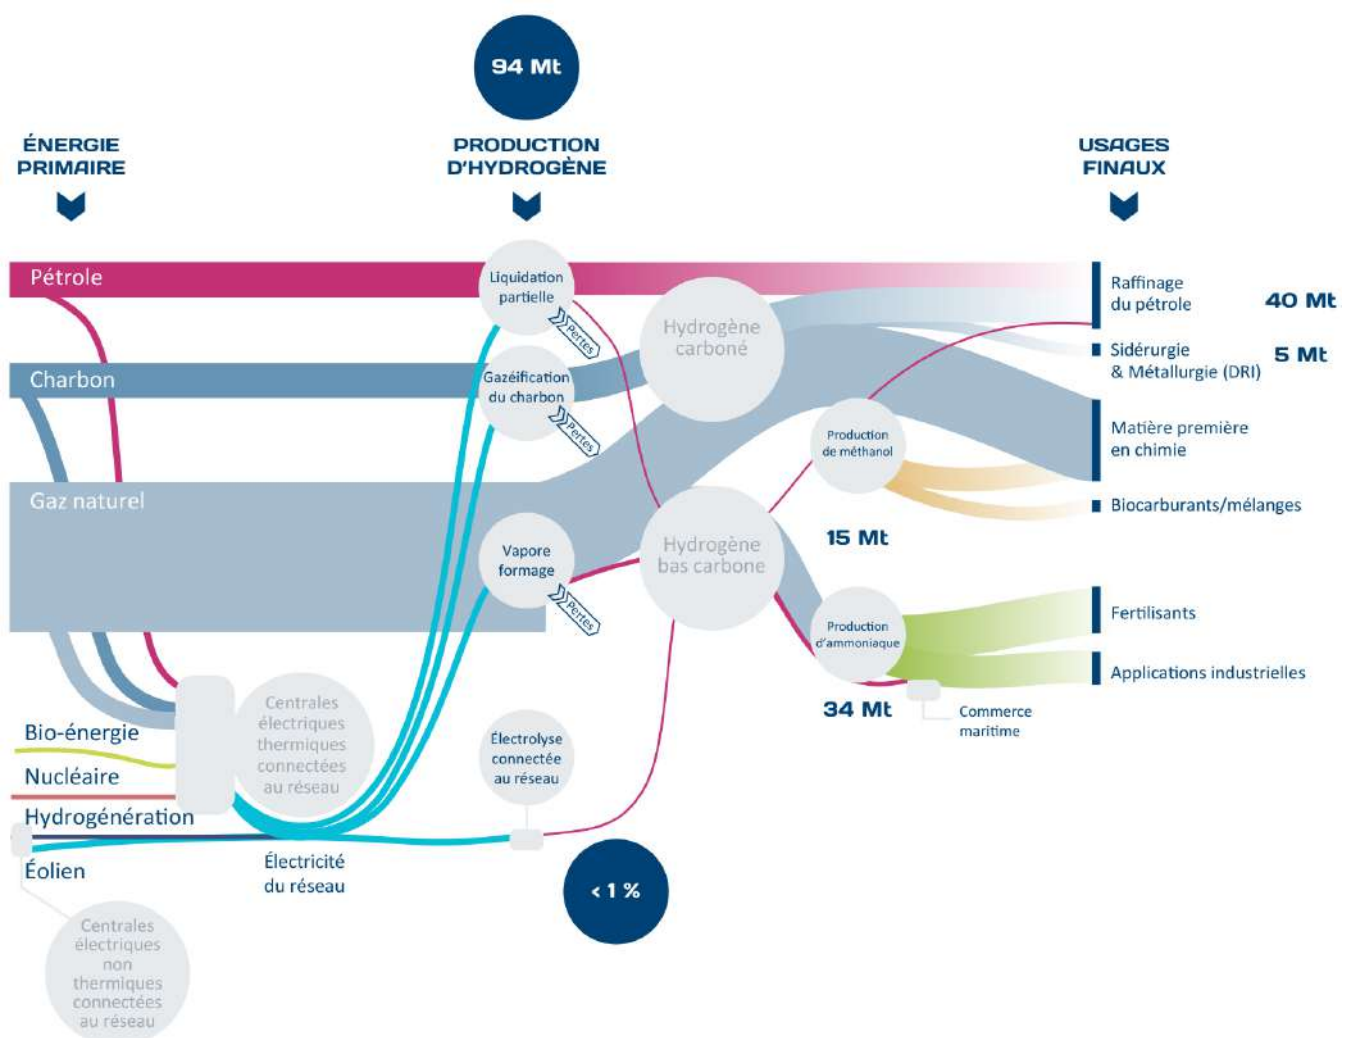 94 Mt
ÉNERGIE
PRIMAIRE
PRODUCTION
D'HYDROGÈNE
USAGES
FINAUX
Pétrole
Liquidation
partielle
Pertes
Hydrogène
carboné
Raffinage
du pétrole
40 Mt
Sidérurgie
& Métallurgie (DRI)
5 Mt
Charbon
Gazéification
du charbon
Pertes
Production
de méthanol
Matière première
en chimie
Gaz naturel
Biocarburants/mélanges
15 Mt
Vapore
formage
Pertes
Hydrogène
bas carbone
Production
d'ammoniaque
Fertilisants
Applications industrielles
34 Mt
Commerce
maritime
Centrales
électriques
thermiques
connectées
au réseau
Bio-énergie
Nucléaire
Hydrogénération
Éolien
Électrolyse
connectée
au réseau
Électricité
du réseau
< 1 %
Centrales
électriques
non
thermiques
connectées
au réseau